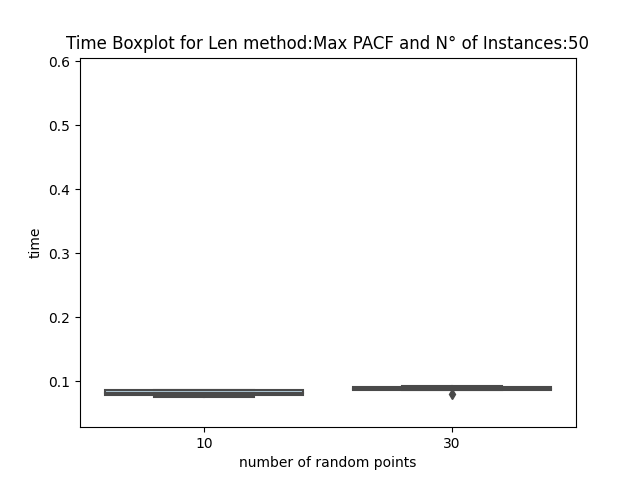 Time Boxplot for Len method:Max PACF and N° of Instances:50
0.6
0.5
0.4
0.3
0.2
0.1
time
10 30
number of random points